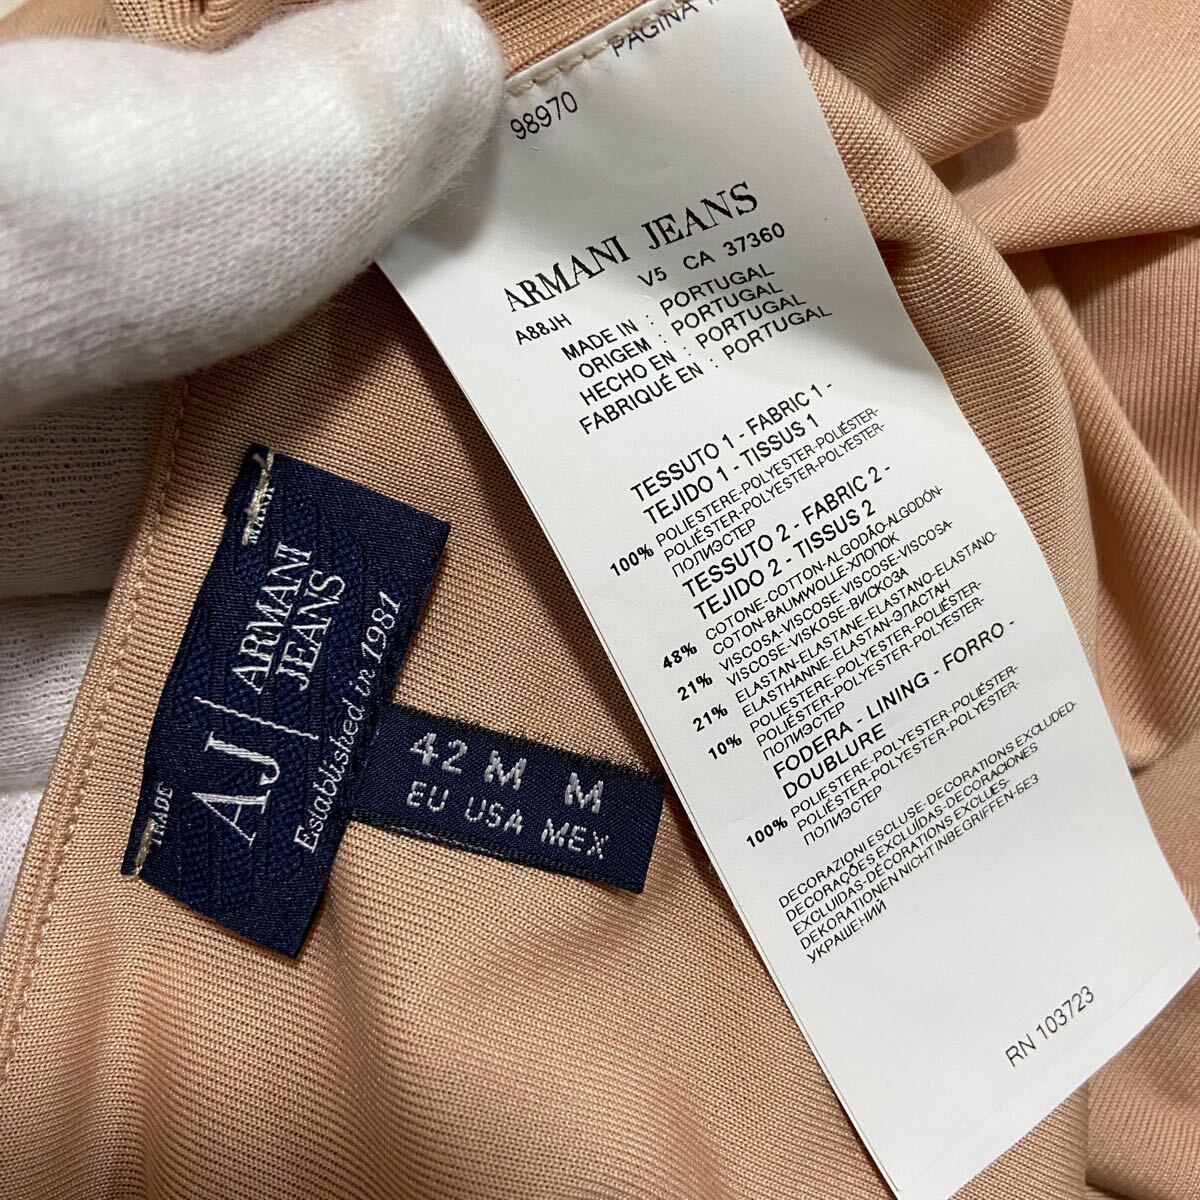 PAGINA
98970
ARMANI JEANS
A88JH V5 CA 37360
MADE IN : PORTUGAL
ORIGEM : PORTUGAL
HECHO EN : PORTUGAL
FABRIQUÉ EN : PORTUGAL
TESSUTO 1 - FABRIC 1 -
TEJIDO 1 - TISSUS 1
100% POLIESTERE-POLYESTER-POLIÉSTER-
POLIÉSTER-POLYESTER-POLYESTER-
ПОЛИЭСТЕР
TESSUTO 2 - FABRIC 2 -
TEJIDO 2 - TISSUS 2
48% COTONE-COTTON-ALGODÃO-ALGODÓN-
COTON-BAUMWOLLE-ХЛОПОК
21% VISCOSA-VISCOSE-VISCOSE-VISCOSA-
VISCOSE-VISKOSE-ВИСКОЗА
21% ELASTAN-ELASTANE-ELASTANO-ELASTANO-
ELASTHANNE-ELASTAN-ЭЛАСТАН
10% POLIESTERE-POLYESTER-POLIÉSTER-
POLIÉSTER-POLYESTER-POLYESTER-
ПОЛИЭСТЕР
FODERA - LINING - FORRO -
DOUBLURE
100% POLIESTERE-POLYESTER-POLIÉSTER-
POLIÉSTER-POLYESTER-POLYESTER-
ПОЛИЭСТЕР
DECORAZIONI ESCLUSE-DECORATIONS EXCLUDED-
DECORAÇÕES EXCLUIDAS-DECORACIONES
EXCLUIDAS-DÉCORATIONS EXCLUES-
DEKORATIONEN NICHT INBEGRIFFEN-БЕЗ
УКРАШЕНИЙ
RN 103723
TRADE MARK
AJ ARMANI
JEANS
Established in 1981
42 M M
EU USA MEX